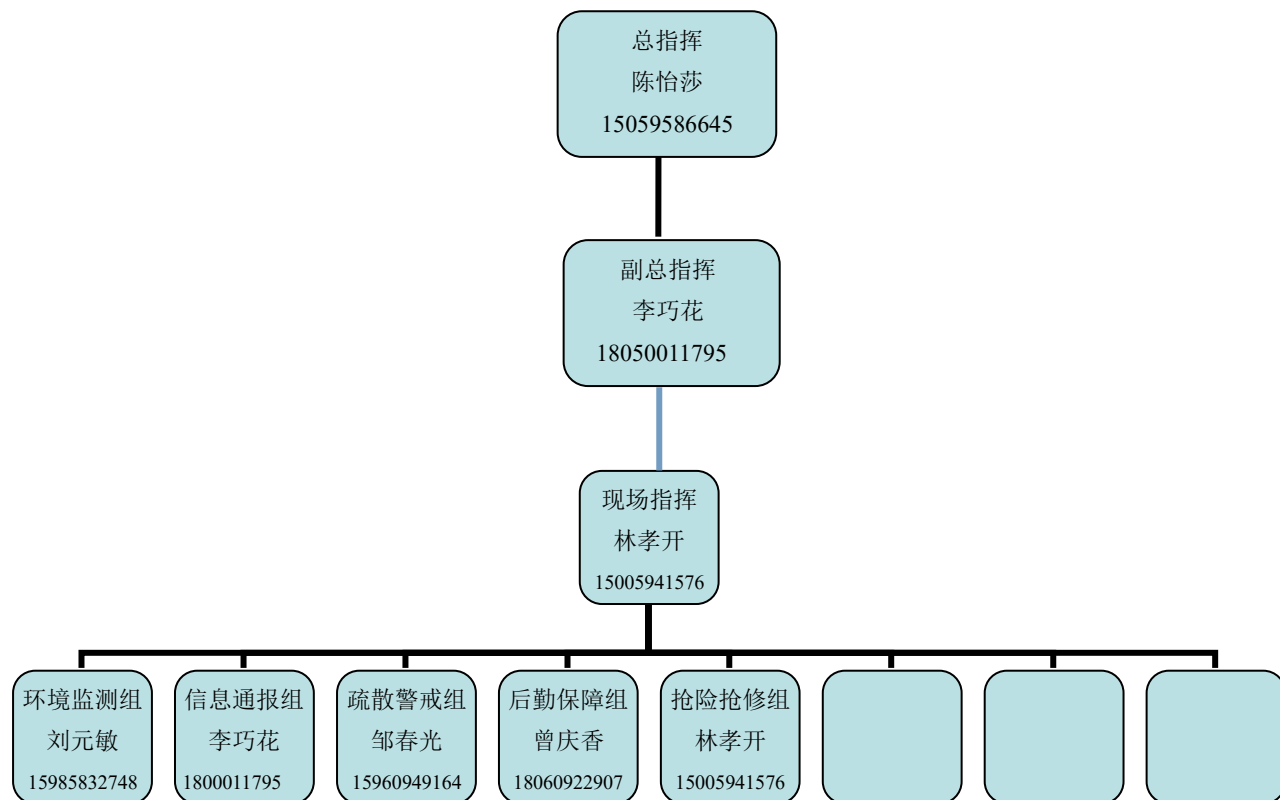 总指挥
陈怡莎
15059586645
副总指挥
李巧花
18050011795
现场指挥
林孝开
15005941576
环境监测组
刘元敏
15985832748
信息通报组
李巧花
1800011795
疏散警戒组
邹春光
15960949164
后勤保障组
曾庆香
18060922907
抢险抢修组
林孝开
15005941576